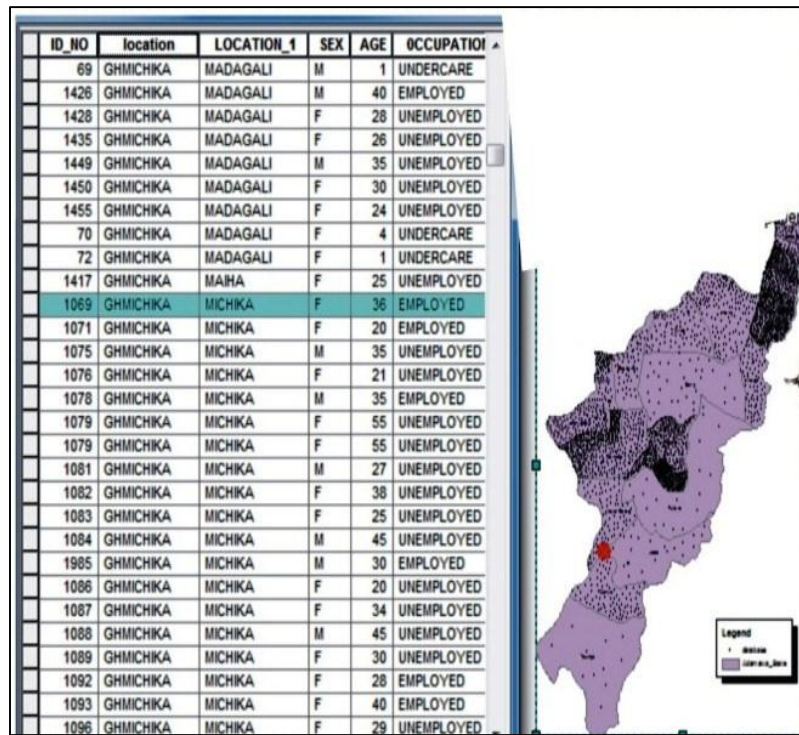 ID_NO location LOCATION_1 SEX AGE 0CCUPATION
69 GHMICHIKA MADAGALI M 1 UNDERCARE
1426 GHMICHIKA MADAGALI M 40 EMPLOYED
1428 GHMICHIKA MADAGALI F 28 UNEMPLOYED
1435 GHMICHIKA MADAGALI F 26 UNEMPLOYED
1449 GHMICHIKA MADAGALI M 35 UNEMPLOYED
1450 GHMICHIKA MADAGALI F 30 UNEMPLOYED
1455 GHMICHIKA MADAGALI F 24 UNEMPLOYED
70 GHMICHIKA MADAGALI F 4 UNDERCARE
72 GHMICHIKA MADAGALI F 1 UNDERCARE
1417 GHMICHIKA MAIHA F 25 UNEMPLOYED
1069 GHMICHIKA MICHIKA F 36 EMPLOYED
1071 GHMICHIKA MICHIKA F 20 EMPLOYED
1075 GHMICHIKA MICHIKA M 35 UNEMPLOYED
1076 GHMICHIKA MICHIKA F 21 UNEMPLOYED
1078 GHMICHIKA MICHIKA M 35 EMPLOYED
1079 GHMICHIKA MICHIKA F 55 UNEMPLOYED
1079 GHMICHIKA MICHIKA F 55 UNEMPLOYED
1081 GHMICHIKA MICHIKA M 27 UNEMPLOYED
1082 GHMICHIKA MICHIKA F 38 UNEMPLOYED
1083 GHMICHIKA MICHIKA F 25 UNEMPLOYED
1084 GHMICHIKA MICHIKA M 45 UNEMPLOYED
1985 GHMICHIKA MICHIKA M 30 EMPLOYED
1086 GHMICHIKA MICHIKA F 20 UNEMPLOYED
1087 GHMICHIKA MICHIKA F 34 UNEMPLOYED
1088 GHMICHIKA MICHIKA M 45 UNEMPLOYED
1089 GHMICHIKA MICHIKA F 30 UNEMPLOYED
1092 GHMICHIKA MICHIKA F 28 EMPLOYED
1093 GHMICHIKA MICHIKA F 40 EMPLOYED
1096 GHMICHIKA MICHIKA F 29 UNEMPLOYED
Legend